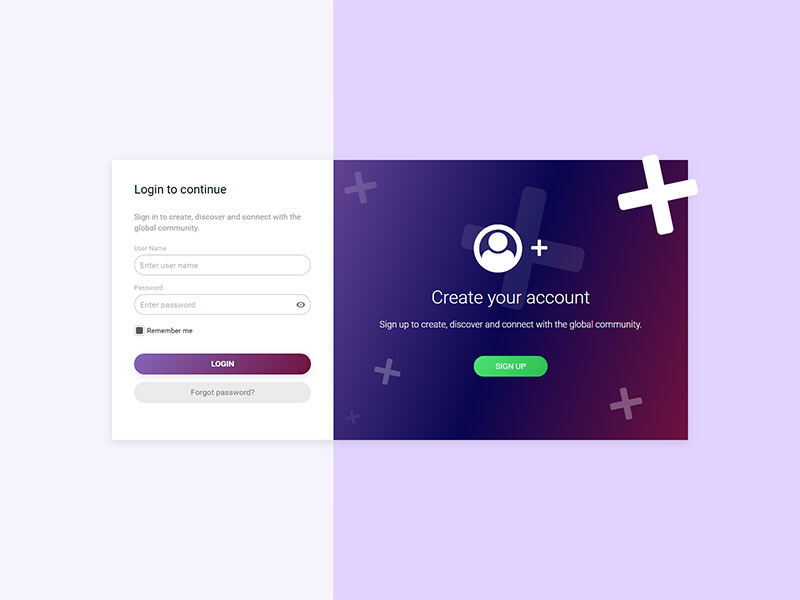 Login to continue
Sign in to create, discover and connect with the
global community.
User Name
Enter user name
Password
Enter password
Remember me
LOGIN
Forgot password?
Create your account
Sign up to create, discover and connect with the global community.
SIGN UP